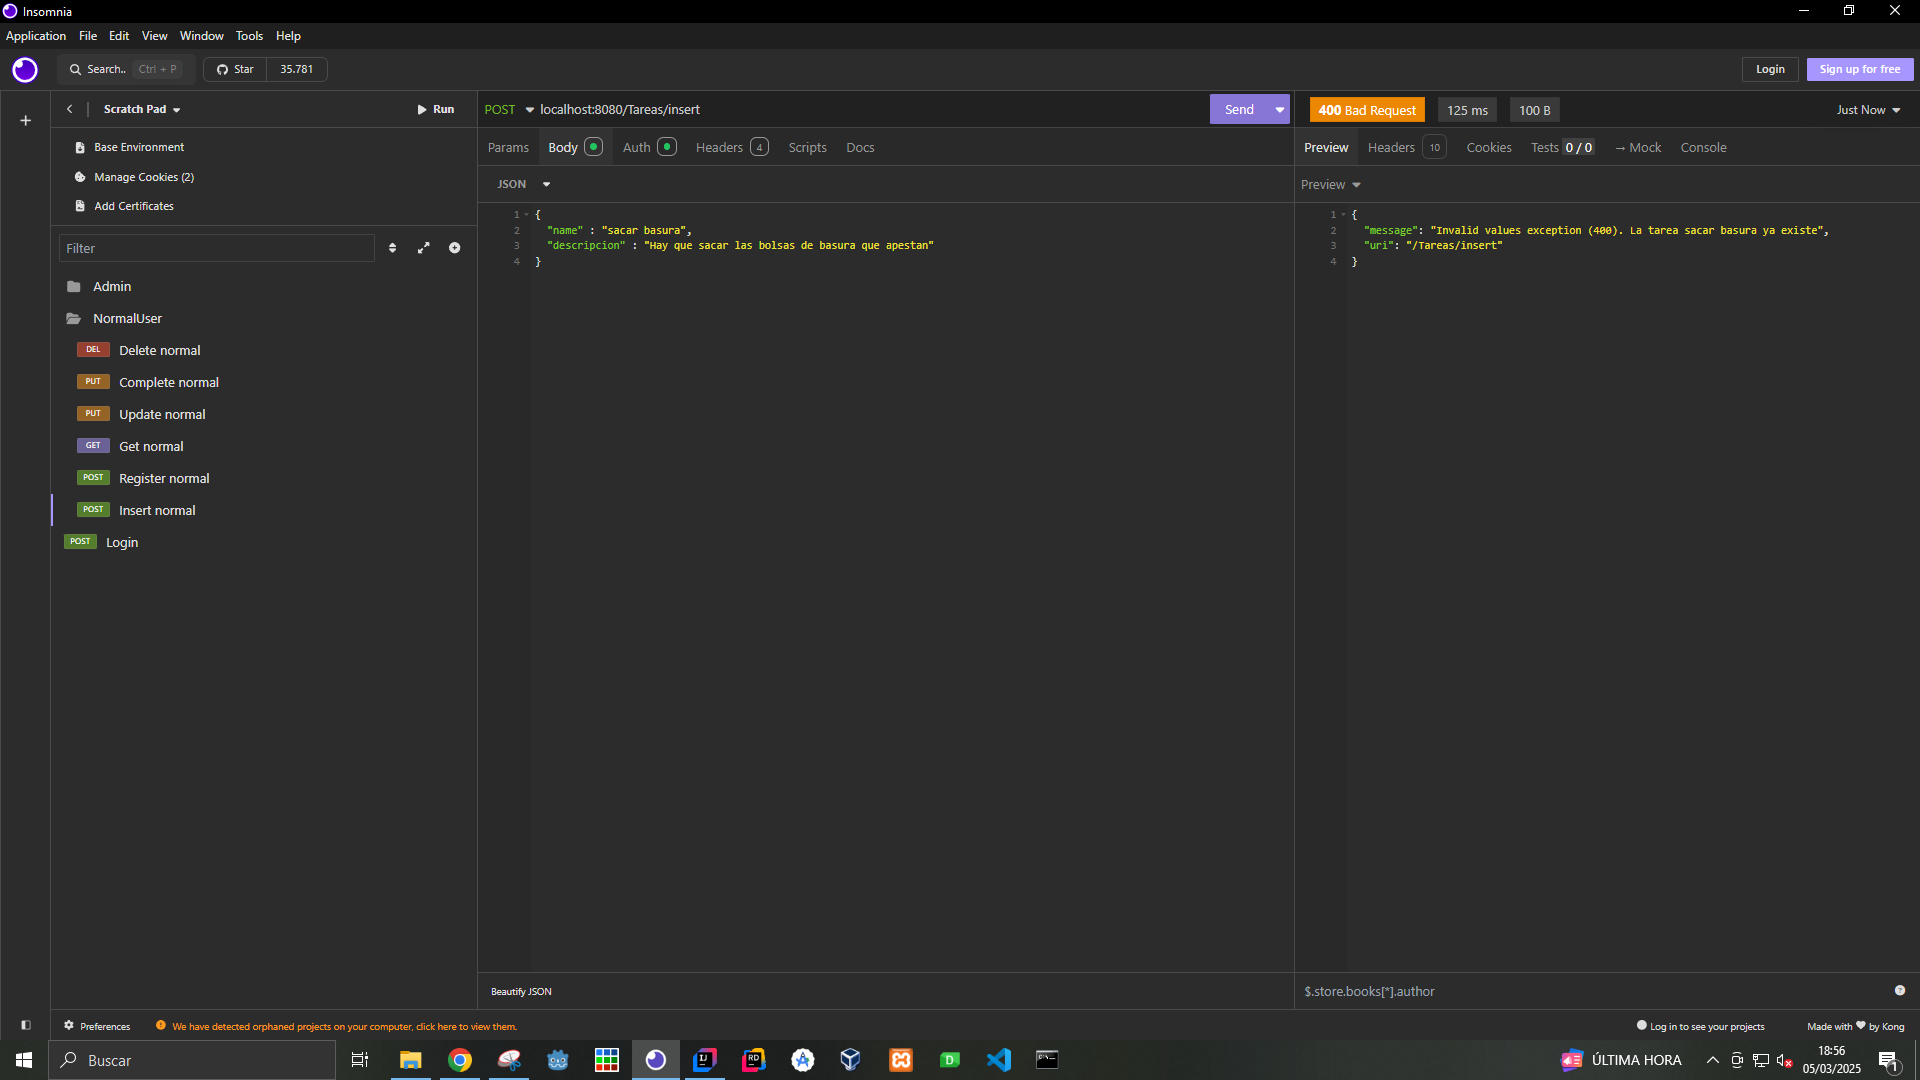 Insomnia
Application File Edit View Window Tools Help
Search.. Ctrl + P Star 35.781 Login Sign up for free
Scratch Pad Run POST localhost:8080/Tareas/insert Send 400 Bad Request 125 ms 100 B Just Now
Base Environment
Manage Cookies (2)
Add Certificates
Params Body Auth Headers 4 Scripts Docs
Preview Headers 10 Cookies Tests 0 / 0 → Mock Console
JSON
Preview
Filter
Admin
NormalUser
DEL Delete normal
PUT Complete normal
PUT Update normal
GET Get normal
POST Register normal
POST Insert normal
POST Login
1 {
2 "name" : "sacar basura",
3 "descripcion" : "Hay que sacar las bolsas de basura que apestan"
4 }
1 {
2 "message": "Invalid values exception (400). La tarea sacar basura ya existe",
3 "uri": "/Tareas/insert"
4 }
Beautify JSON
$.store.books[*].author
Preferences We have detected orphaned projects on your computer, click here to view them. Log in to see your projects Made with ♥ by Kong
Buscar
IJ
RD
D
ÚLTIMA HORA
18:56
05/03/2025
1